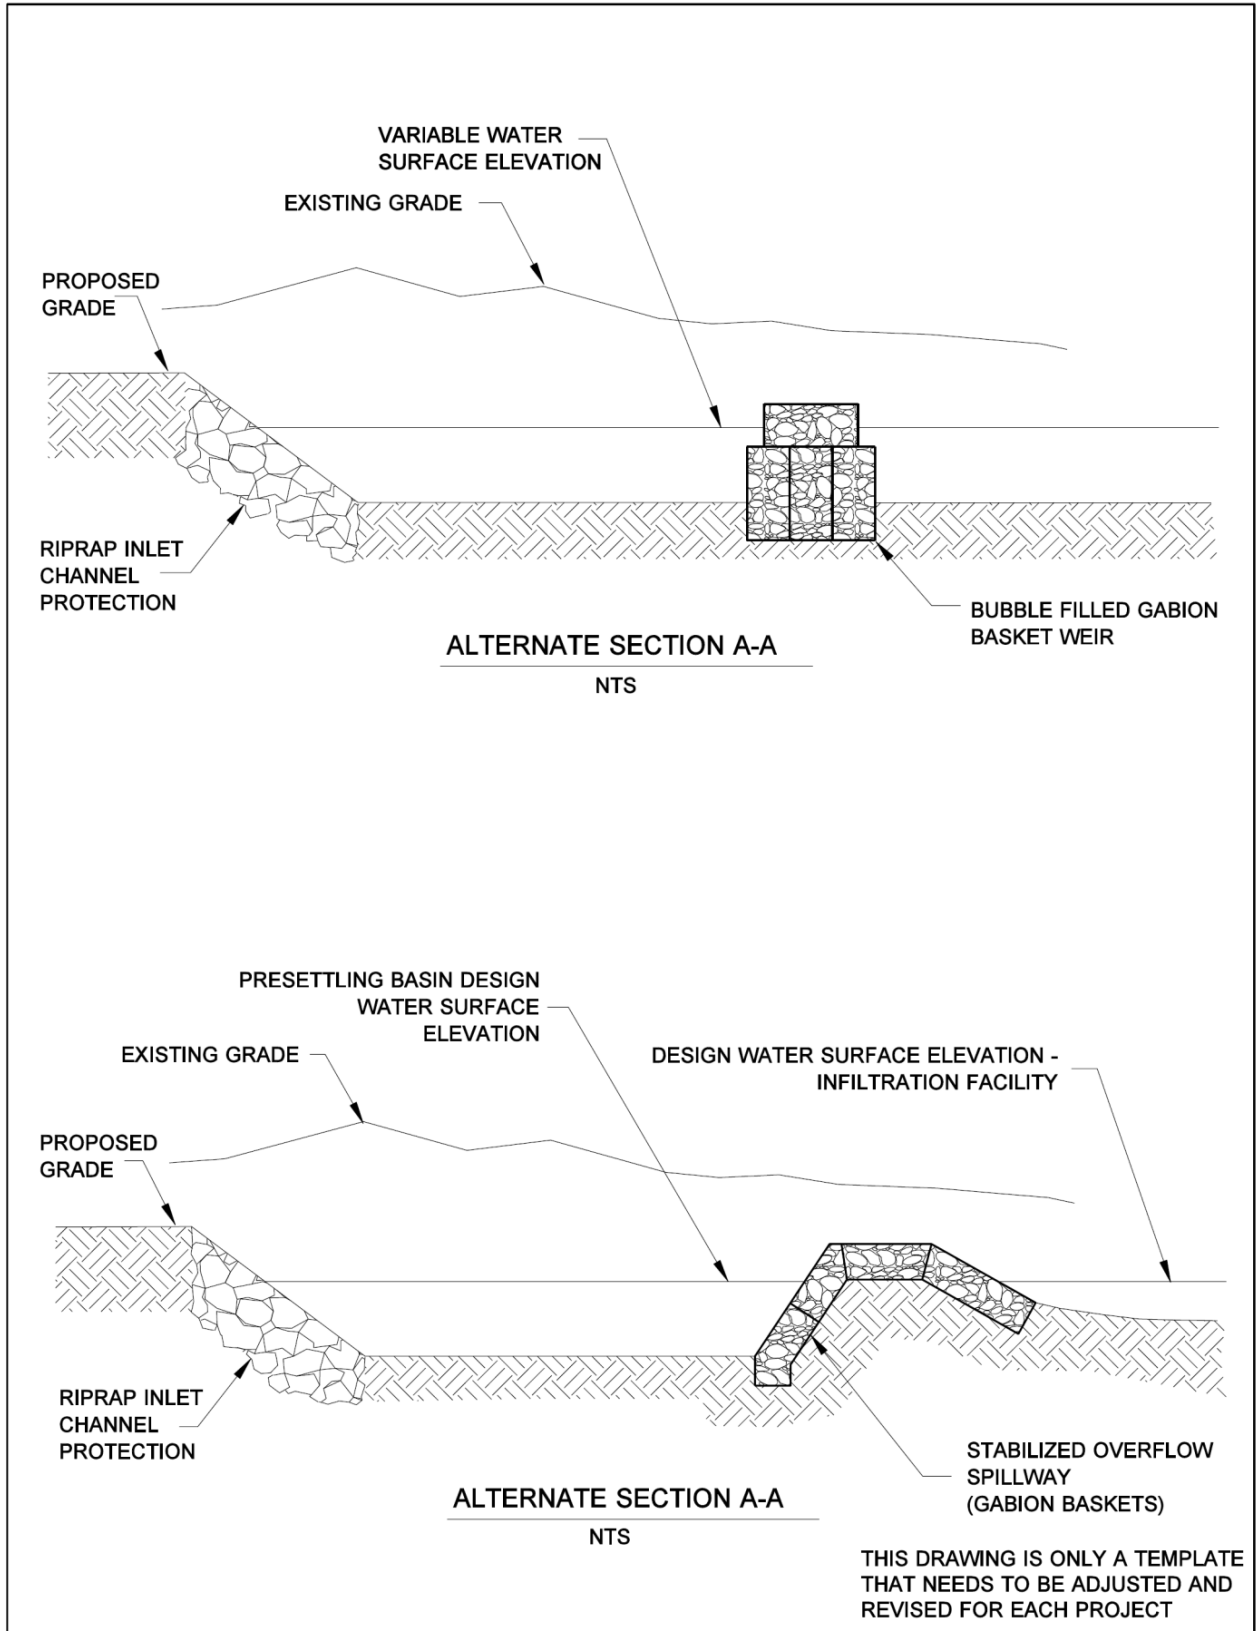 VARIABLE WATER
SURFACE ELEVATION
EXISTING GRADE
PROPOSED
GRADE
RIPRAP INLET
CHANNEL
PROTECTION
BUBBLE FILLED GABION
BASKET WEIR
ALTERNATE SECTION A-A
NTS
PRESETTLING BASIN DESIGN
WATER SURFACE
ELEVATION
EXISTING GRADE
DESIGN WATER SURFACE ELEVATION -
INFILTRATION FACILITY
PROPOSED
GRADE
RIPRAP INLET
CHANNEL
PROTECTION
STABILIZED OVERFLOW
SPILLWAY
(GABION BASKETS)
ALTERNATE SECTION A-A
NTS
THIS DRAWING IS ONLY A TEMPLATE
THAT NEEDS TO BE ADJUSTED AND
REVISED FOR EACH PROJECT